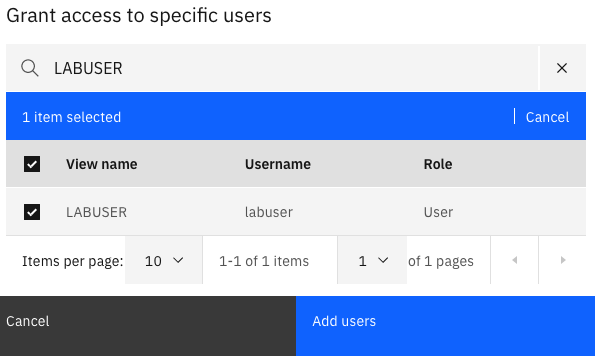 Grant access to specific users
LABUSER
1 item selected | Cancel
View name Username Role
LABUSER labuser User
Items per page: 10 1-1 of 1 items 1 of 1 pages
Cancel Add users